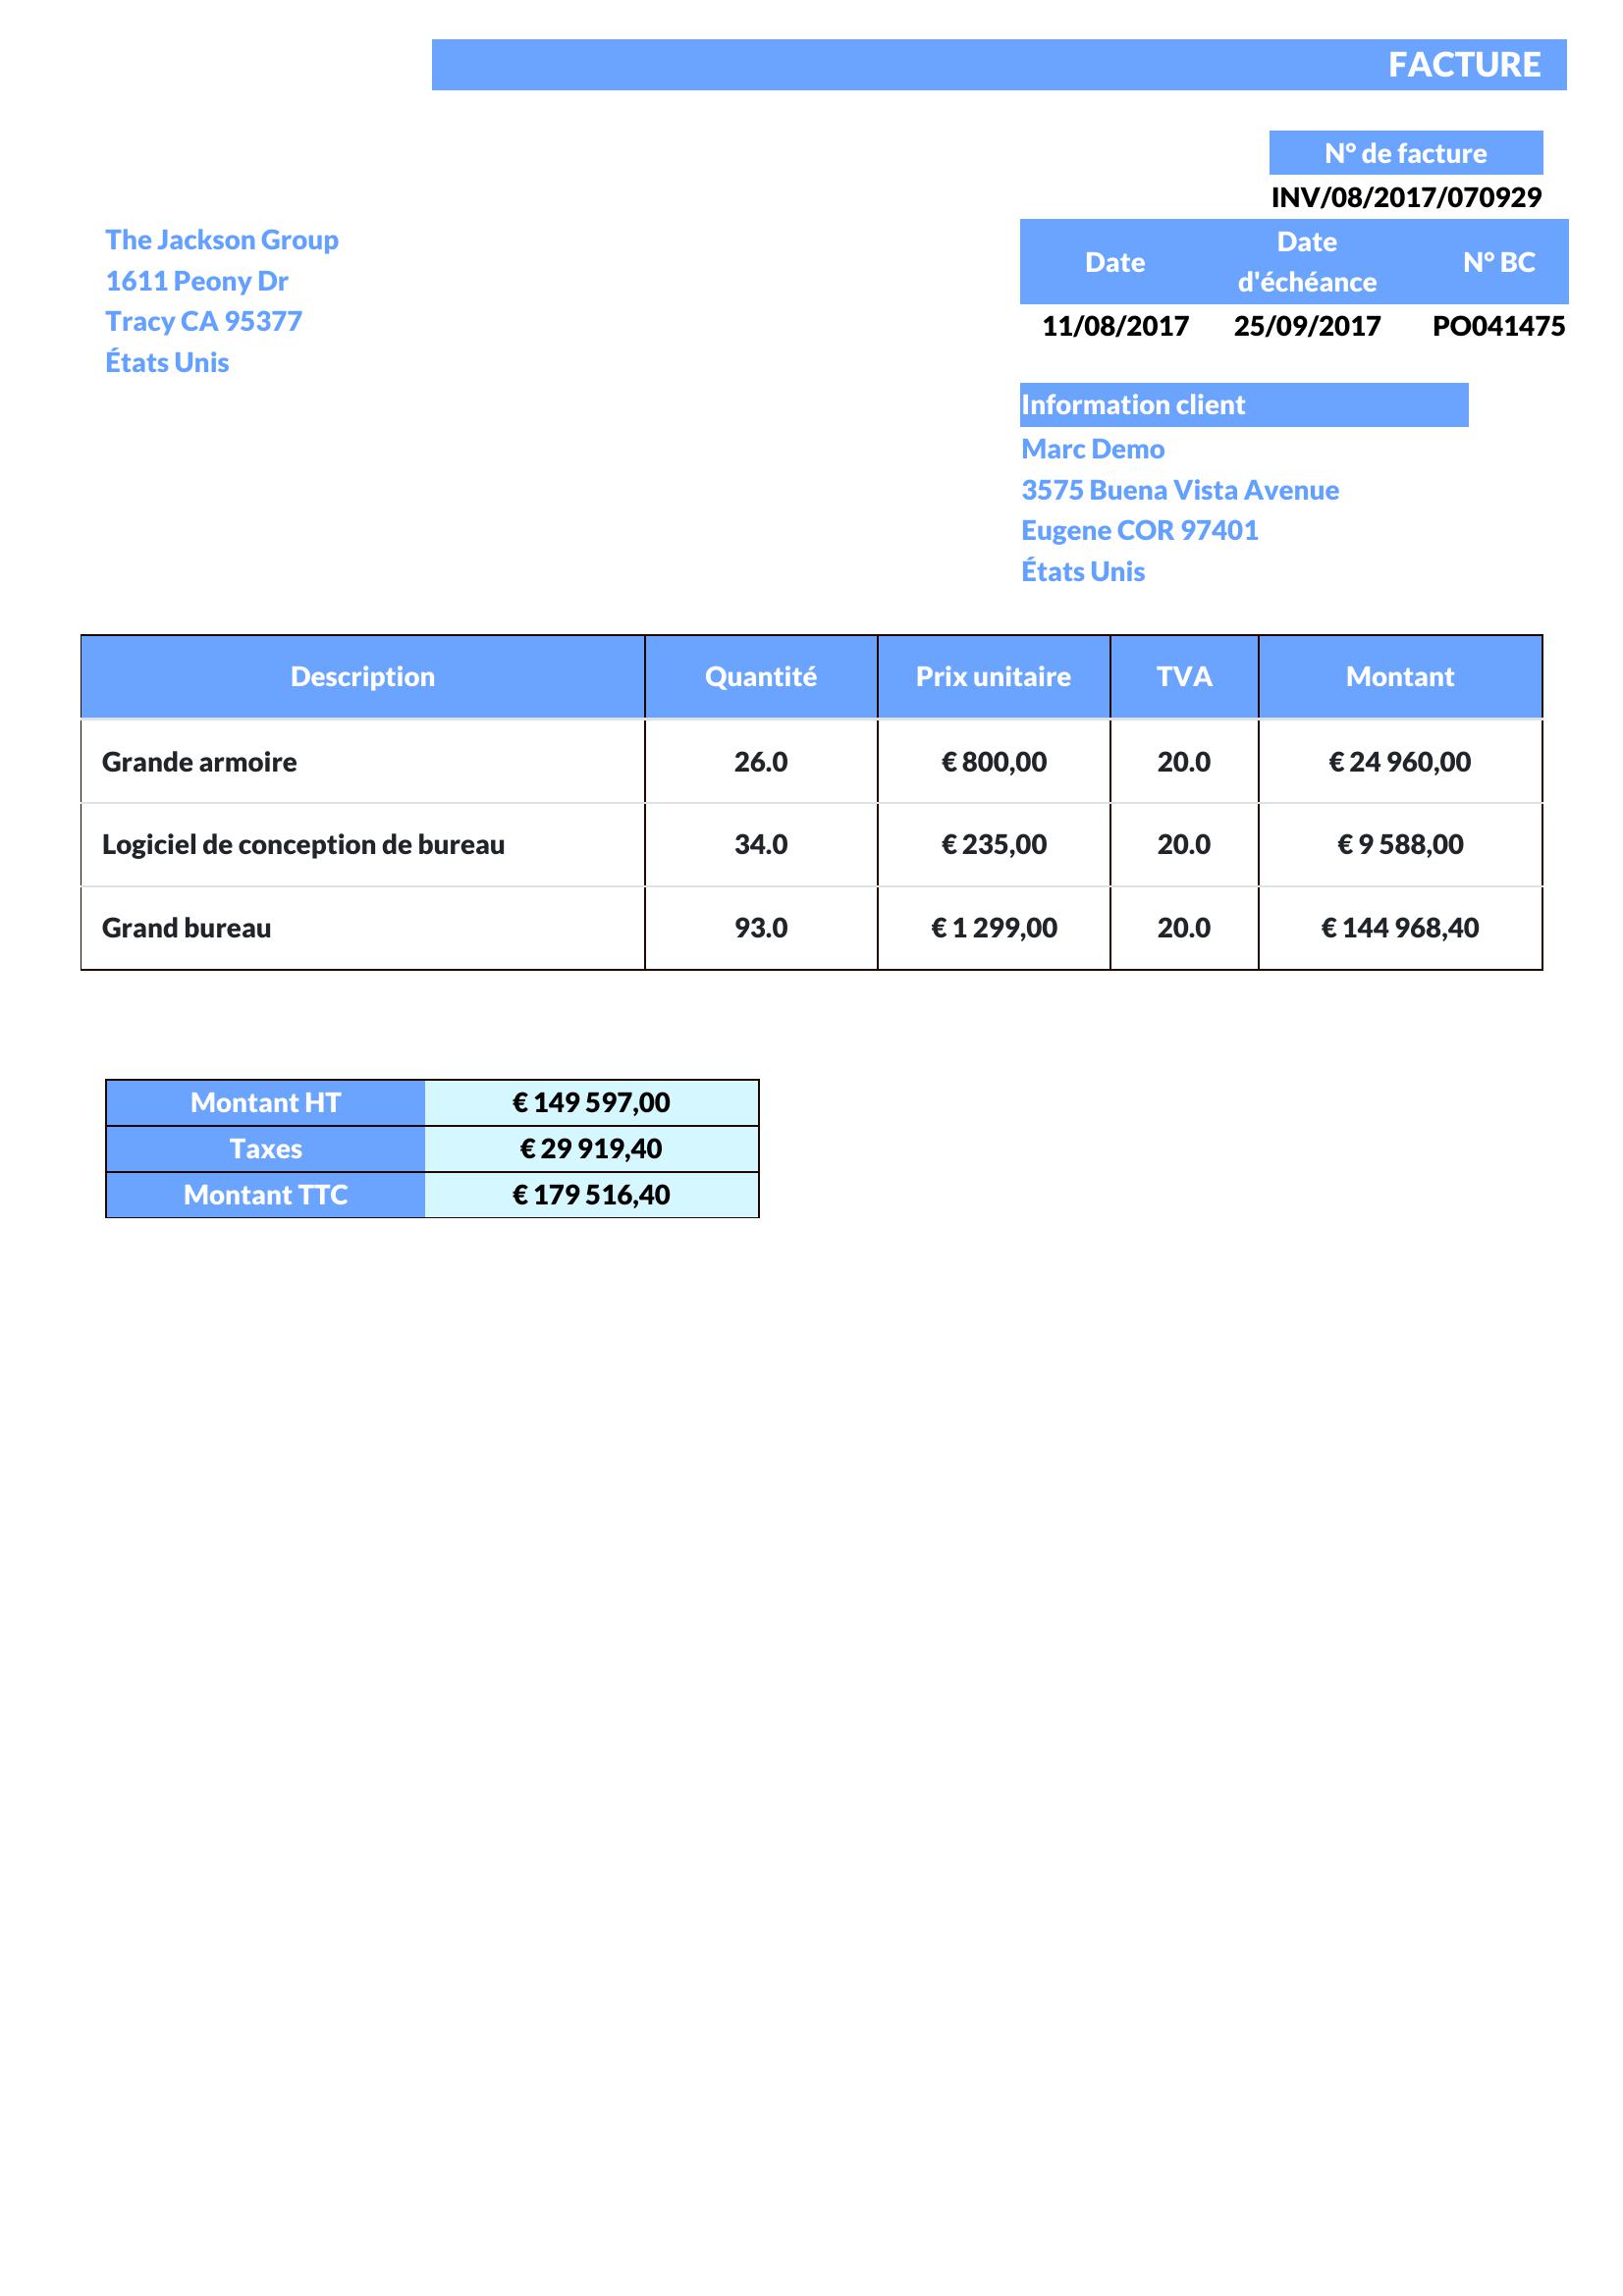 FACTURE
N° de facture
INV/08/2017/070929
The Jackson Group
1611 Peony Dr
Tracy CA 95377
États Unis
Date Date d'échéance N° BC
11/08/2017 25/09/2017 PO041475
Information client
Marc Demo
3575 Buena Vista Avenue
Eugene COR 97401
États Unis
Description Quantité Prix unitaire TVA Montant
Grande armoire 26.0 € 800,00 20.0 € 24 960,00
Logiciel de conception de bureau 34.0 € 235,00 20.0 € 9 588,00
Grand bureau 93.0 € 1 299,00 20.0 € 144 968,40
Montant HT € 149 597,00
Taxes € 29 919,40
Montant TTC € 179 516,40